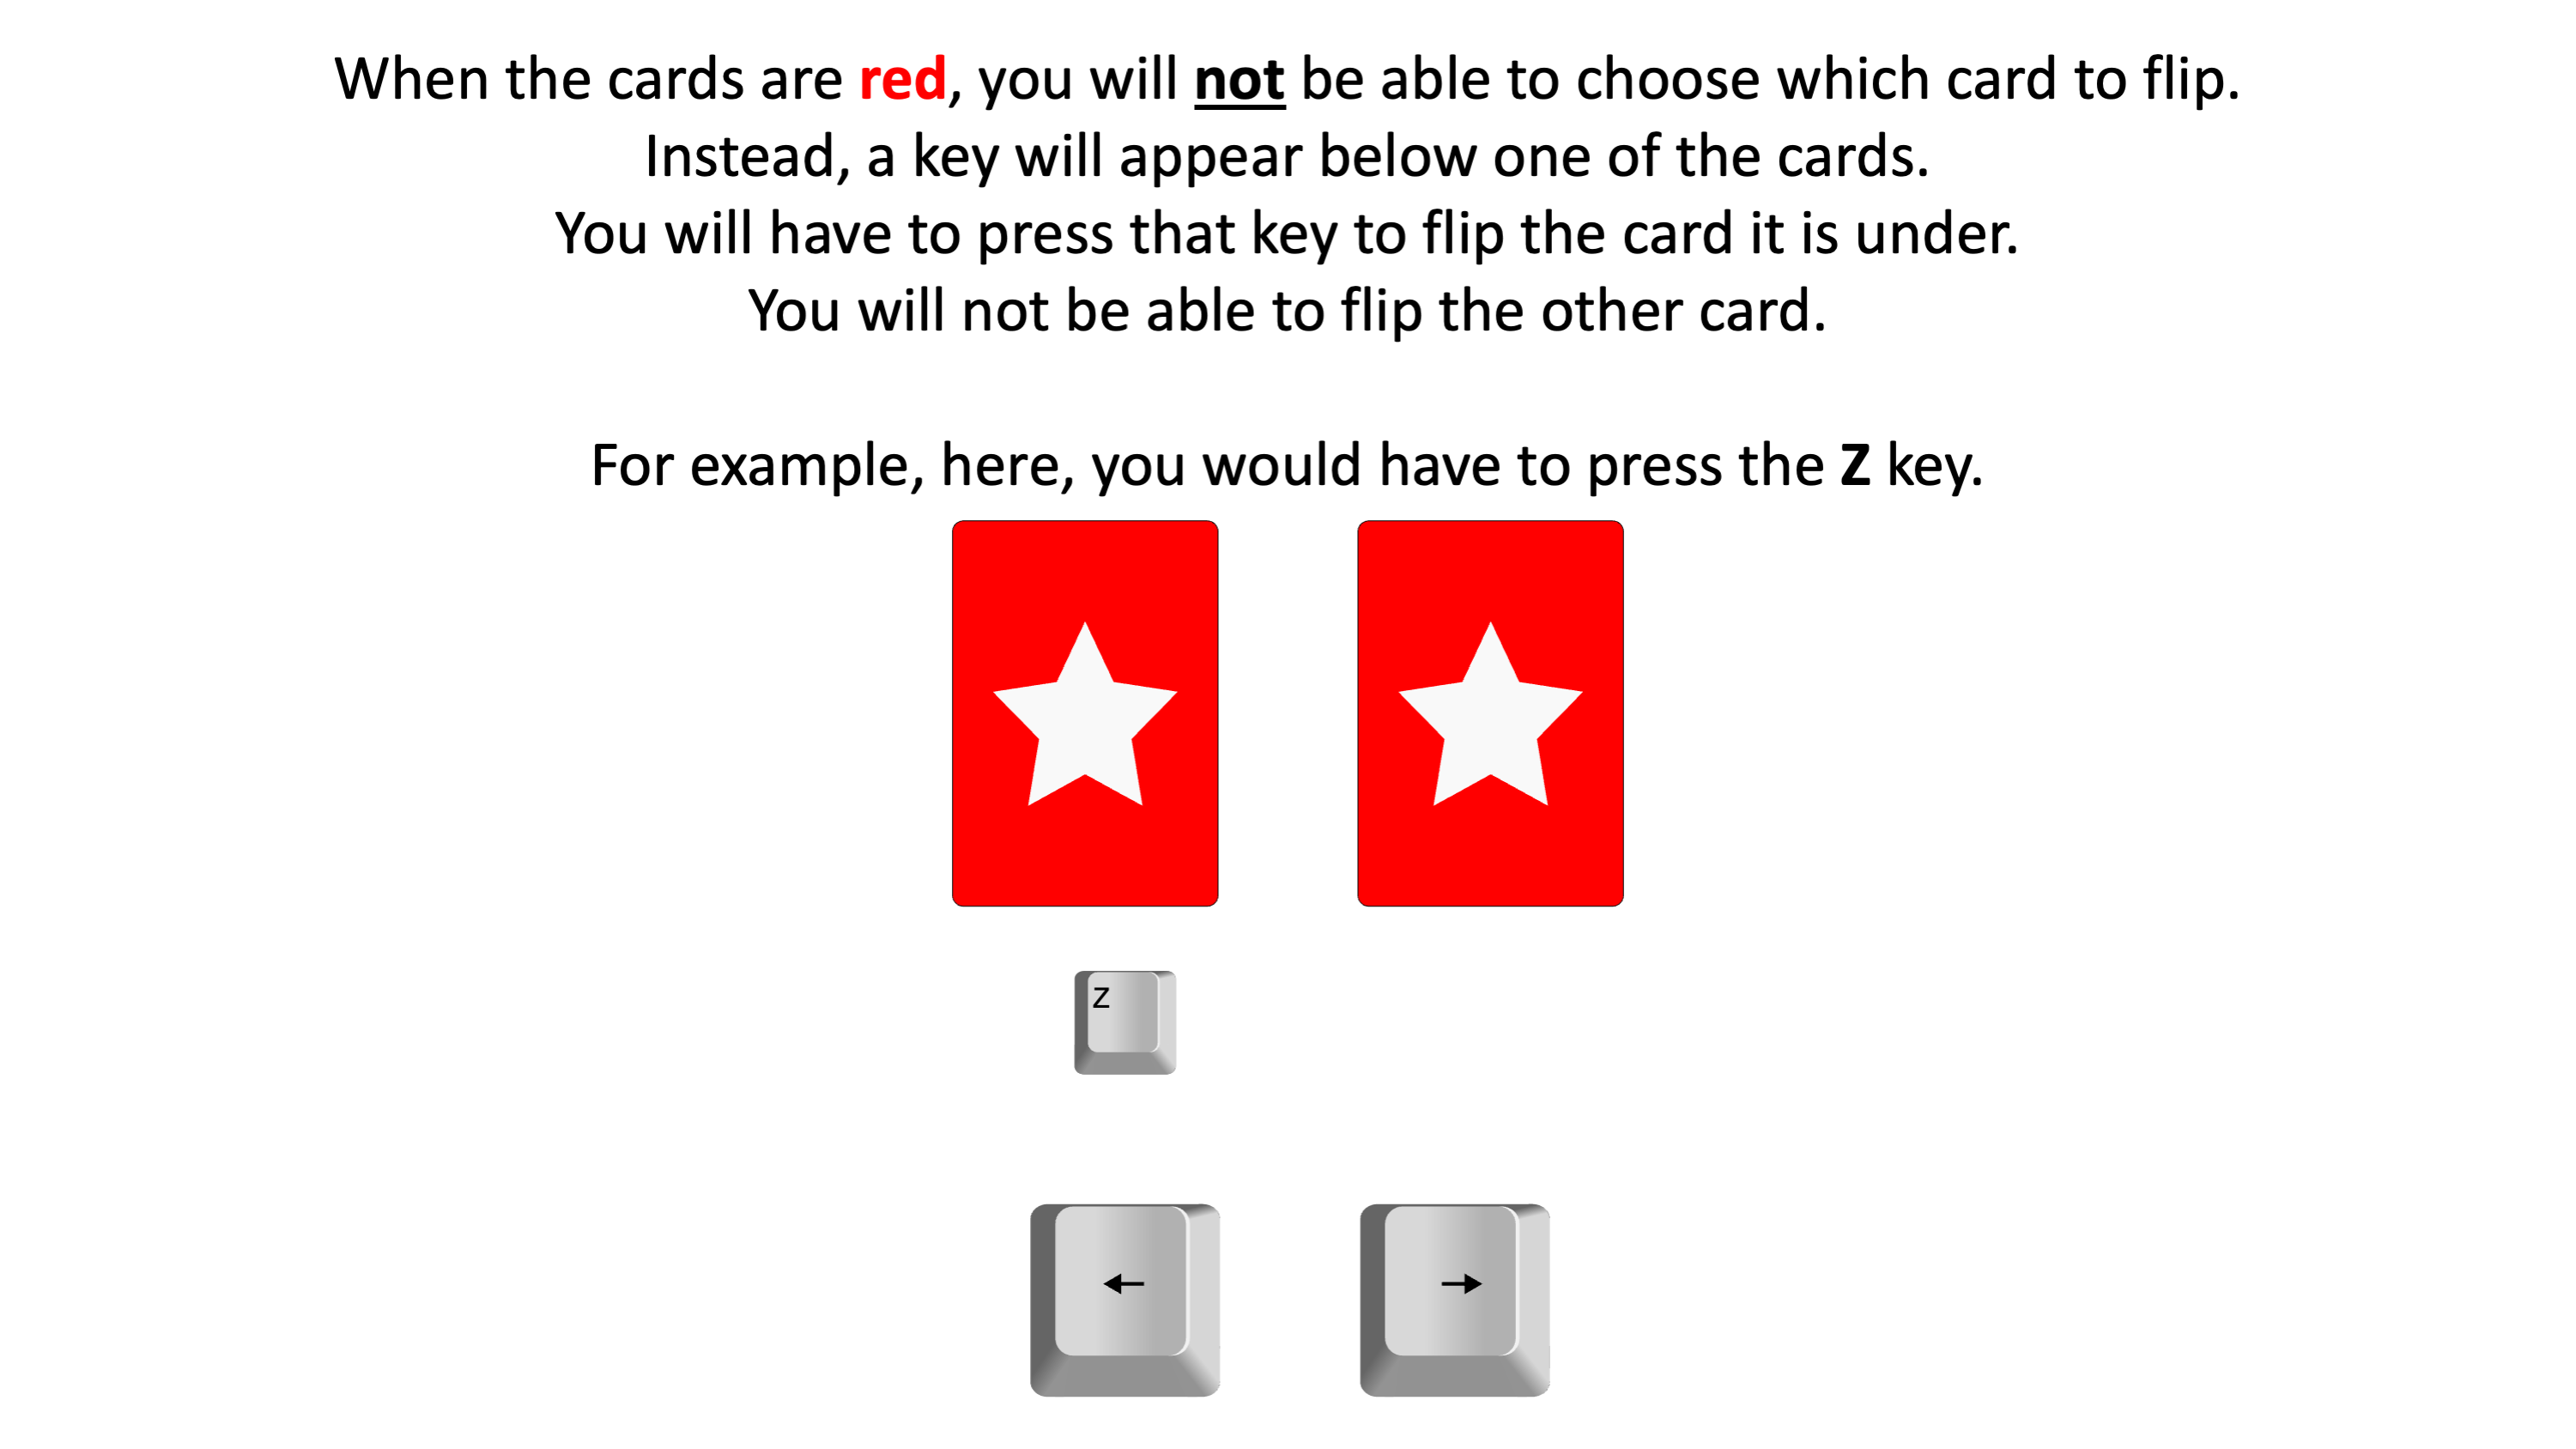 When the cards are red, you will not be able to choose which card to flip.
Instead, a key will appear below one of the cards.
You will have to press that key to flip the card it is under.
You will not be able to flip the other card.
For example, here, you would have to press the Z key.
Z
← →